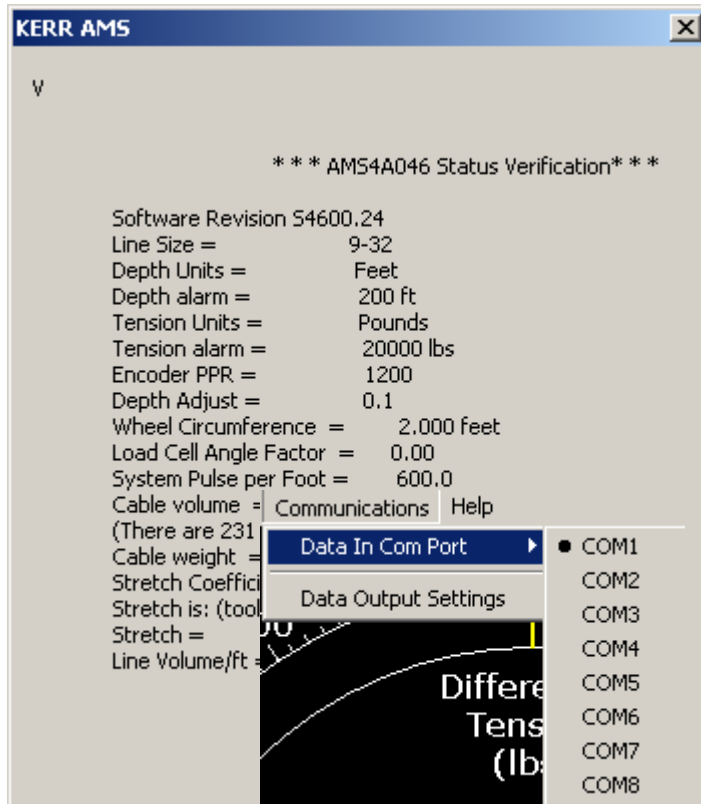 KERR AMS
V
* * * AMS4A046 Status Verification* * *
Software Revision S4600.24
Line Size = 9-32
Depth Units = Feet
Depth alarm = 200 ft
Tension Units = Pounds
Tension alarm = 20000 lbs
Encoder PPR = 1200
Depth Adjust = 0.1
Wheel Circumference = 2.000 feet
Load Cell Angle Factor = 0.00
System Pulse per Foot = 600.0
Cable volume =
(There are 231
Cable weight =
Stretch Coeffici
Stretch is: (tool
Stretch =
Line Volume/ft =
Communications Help
Data In Com Port
Data Output Settings
COM1
COM2
COM3
COM4
COM5
COM6
COM7
COM8
Differe
Tens
(lb